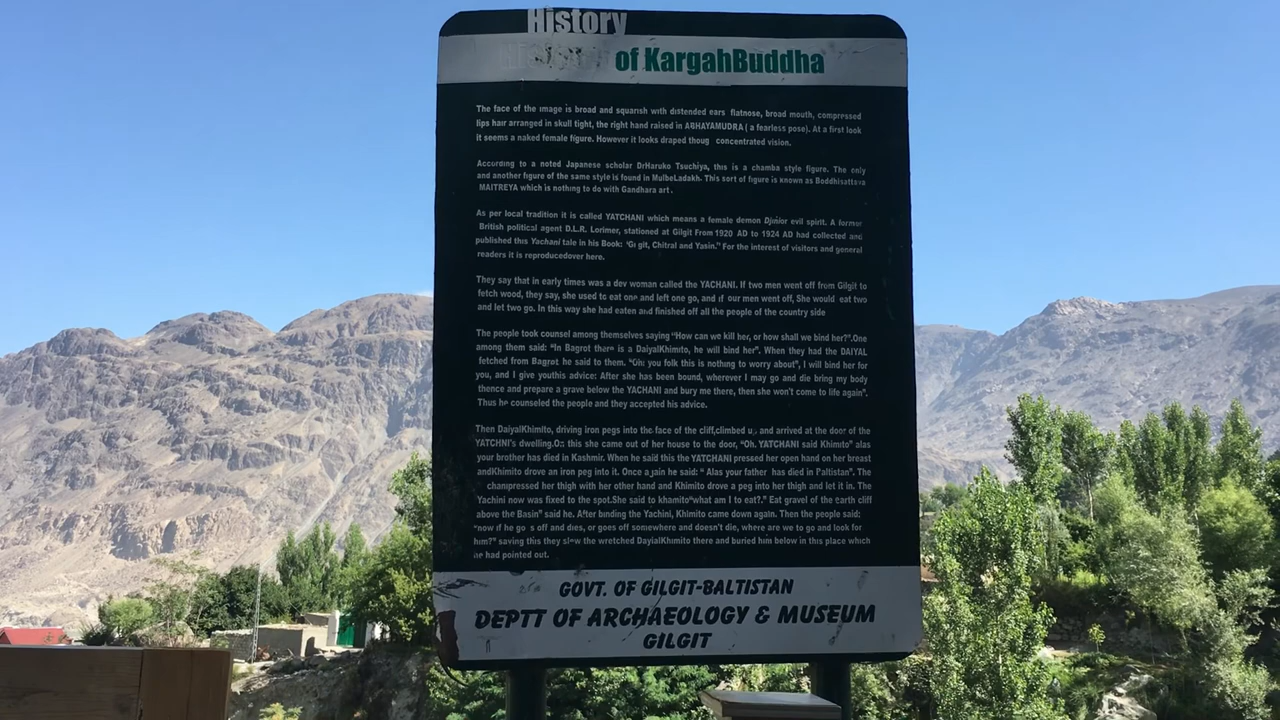 History
of KargahBuddha
The face of the image is broad and squarish with distended ears flatnose, broad mouth, compressed
lips hair arranged in skull tight, the right hand raised in ABHAYAMUDRA ( a fearless pose). At a first look
it seems a naked female figure. However it looks draped thoug concentrated vision.
According to a noted Japanese scholar DrHaruko Tsuchiya, this is a chamba style figure. The only
and another figure of the same style is found in MulbeLadakh. This sort of figure is known as Boddhisattava
MAITREYA which is nothing to do with Gandhara art.
As per local tradition it is called YATCHANI which means a female demon Djinior evil spirit. A former
British political agent D.L.R. Lorimer, stationed at Gilgit From 1920 AD to 1924 AD had collected and
published this Yachani tale in his Book: "Gi git, Chitral and Yasin." For the interest of visitors and general
readers it is reproducedover here.
They say that in early times was a dev woman called the YACHANI. If two men went off from Gilgit to
fetch wood, they say, she used to eat one and left one go, and if our men went off, She would eat two
and let two go. In this way she had eaten and finished off all the people of the country side
The people took counsel among themselves saying "How can we kill her, or how shall we bind her?".One
among them said: "In Bagrot there is a DaiyalKhimto, he will bind her". When they had the DAIYAL
fetched from Bagrot he said to them. "Oh: you folk this is nothing to worry about", I will bind her for
you, and I give youthis advice: After she has been bound, wherever I may go and die bring my body
thence and prepare a grave below the YACHANI and bury me there, then she won't come to life again".
Thus he counseled the people and they accepted his advice.
Then DaiyalKhimito, driving iron pegs into the face of the cliff,climbed up, and arrived at the door of the
YATCHNI's dwelling.On this she came out of her house to the door, "Oh. YATCHANI said Khimto" alas
your brother has died in Kashmir. When he said this the YATCHANI pressed her open hand on her breast
andKhimito drove an iron peg into it. Once a jain he said: " Alas your father has died in Paltistan". The
chanpressed her thigh with her other hand and Khimito drove a peg into her thigh and let it in. The
Yachini now was fixed to the spot.She said to khamito"what am I to eat?." Eat gravel of the earth cliff
above the Basin" said he. After binding the Yachini, Khimito came down again. Then the people said;
"now if he go s off and dies, or goes off somewhere and doesn't die, where are we to go and look for
him?" saving this they slew the wretched DayialKhimito there and buried him below in this place which
he had pointed out.
GOVT. OF GILGIT-BALTISTAN
DEPTT OF ARCHAEOLOGY & MUSEUM
GILGIT